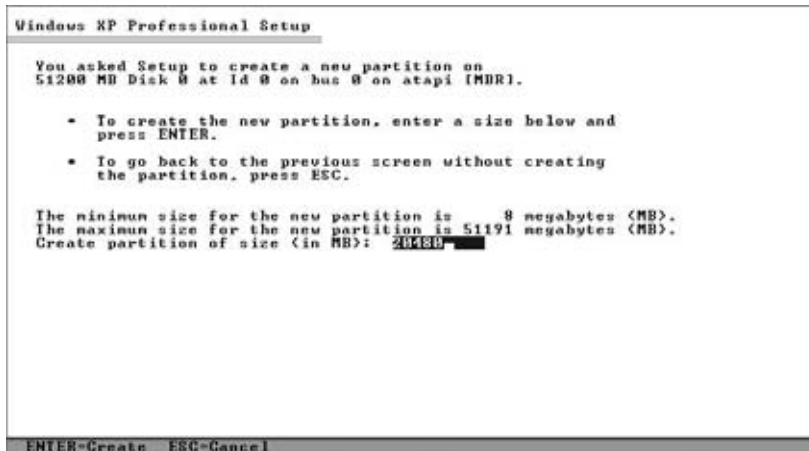 Windows XP Professional Setup
You asked Setup to create a new partition on
51200 MB Disk 0 at Id 0 on bus 0 on atapi [MBR].
• To create the new partition, enter a size below and
press ENTER.
• To go back to the previous screen without creating
the partition, press ESC.
The minimum size for the new partition is 8 megabytes (MB).
The maximum size for the new partition is 51191 megabytes (MB).
Create partition of size (in MB): 20480_
ENTER=Create ESC=Cancel